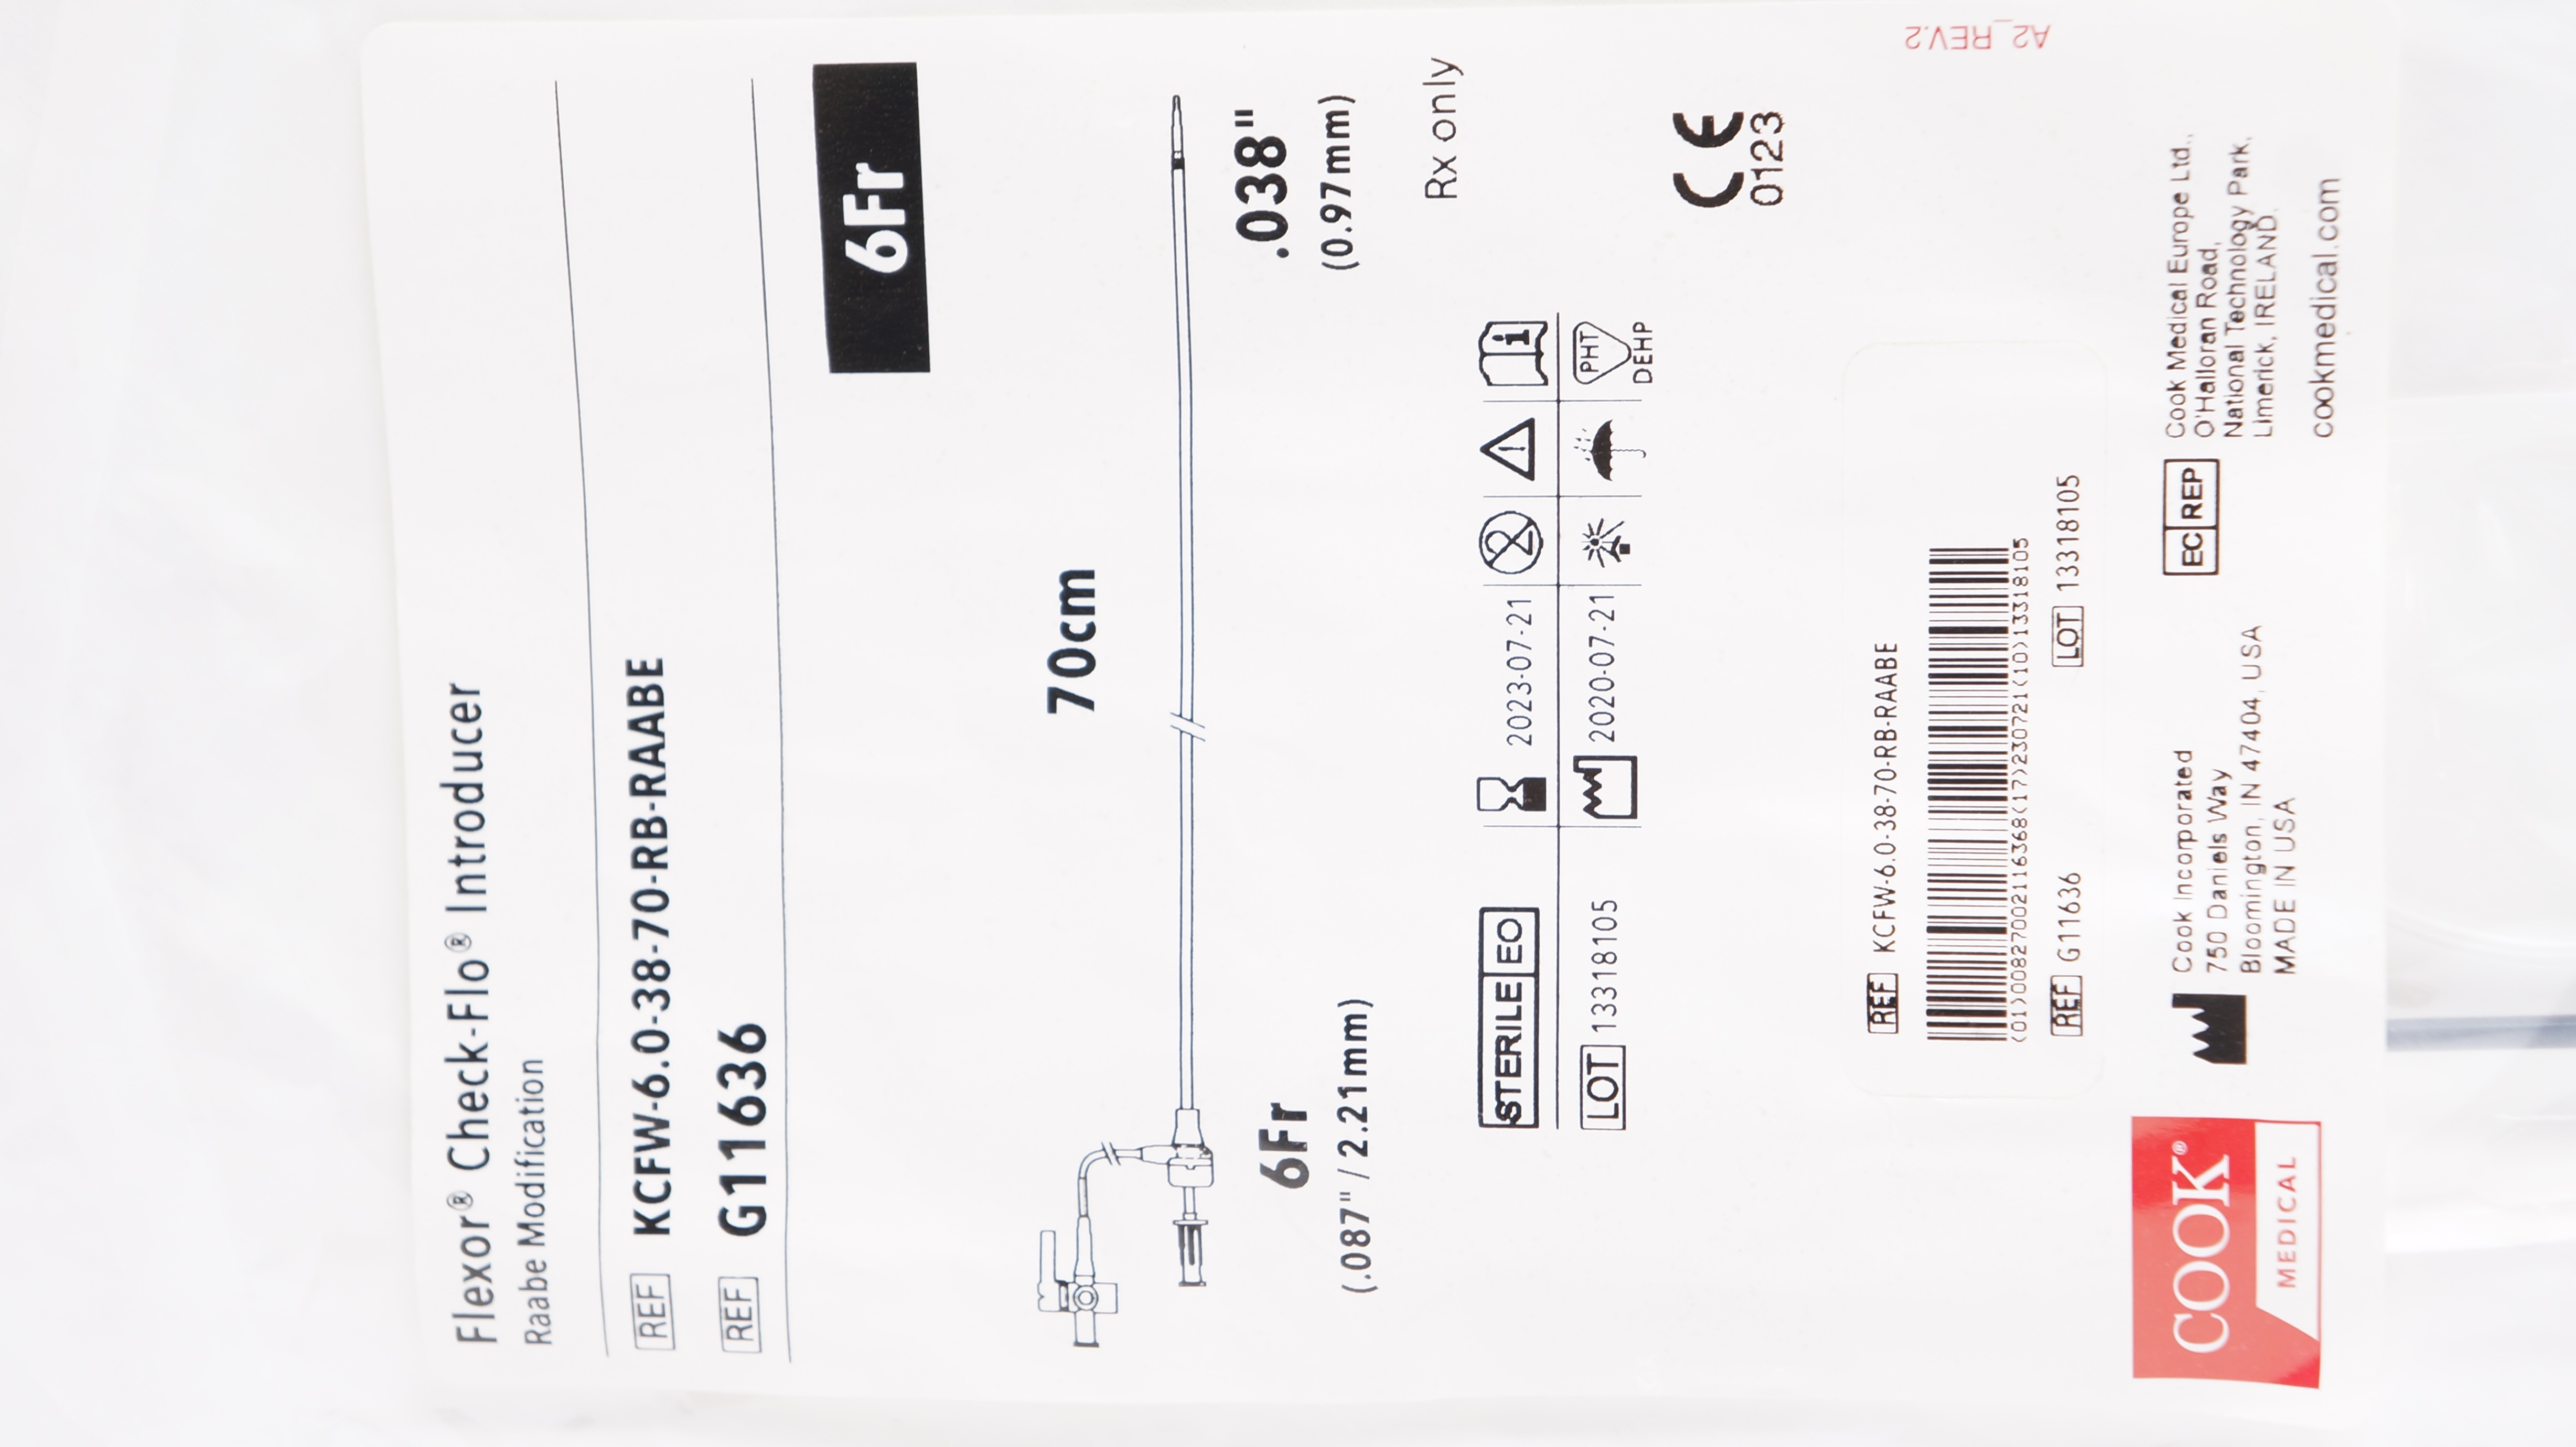 Flexor® Check-Flo® Introducer
Raabe Modification
REF KCFW-6.0-38-70-RB-RAABE
REF G11636
6Fr
70cm
6Fr
(.087" / 2.21mm)
.038"
(0.97mm)
Rx only
STERILE EO 2023-07-21
LOT 13318105 2020-07-21 PHT
DEHP
CE
0123
REF KCFW-6.0-38-70-RB-RAABE
(01)00827002116368(17)230721(10)13318105
REF G11636 LOT 13318105
COOK®
MEDICAL
Cook Incorporated
750 Daniels Way
Bloomington, IN 47404, USA
MADE IN USA
EC REP
Cook Medical Europe Ltd.,
O'Halloran Road,
National Technology Park,
Limerick, IRELAND.
cookmedical.com
A2_REV.2